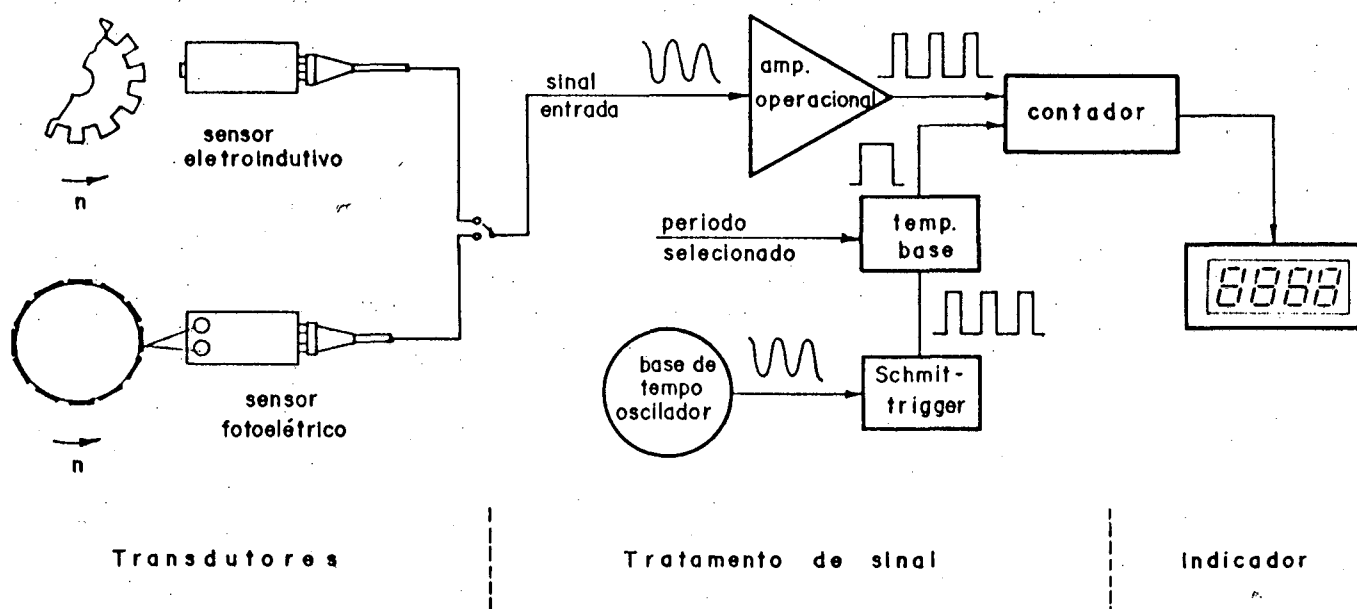 sensor
eletroindutivo
n
sensor
fotoelétrico
n
sinal
entrada
amp.
operacional
contador
periodo
selecionado
temp.
base
base de
tempo
oscilador
Schmit-
trigger
8888
Transdutores
Tratamento de sinal
Indicador